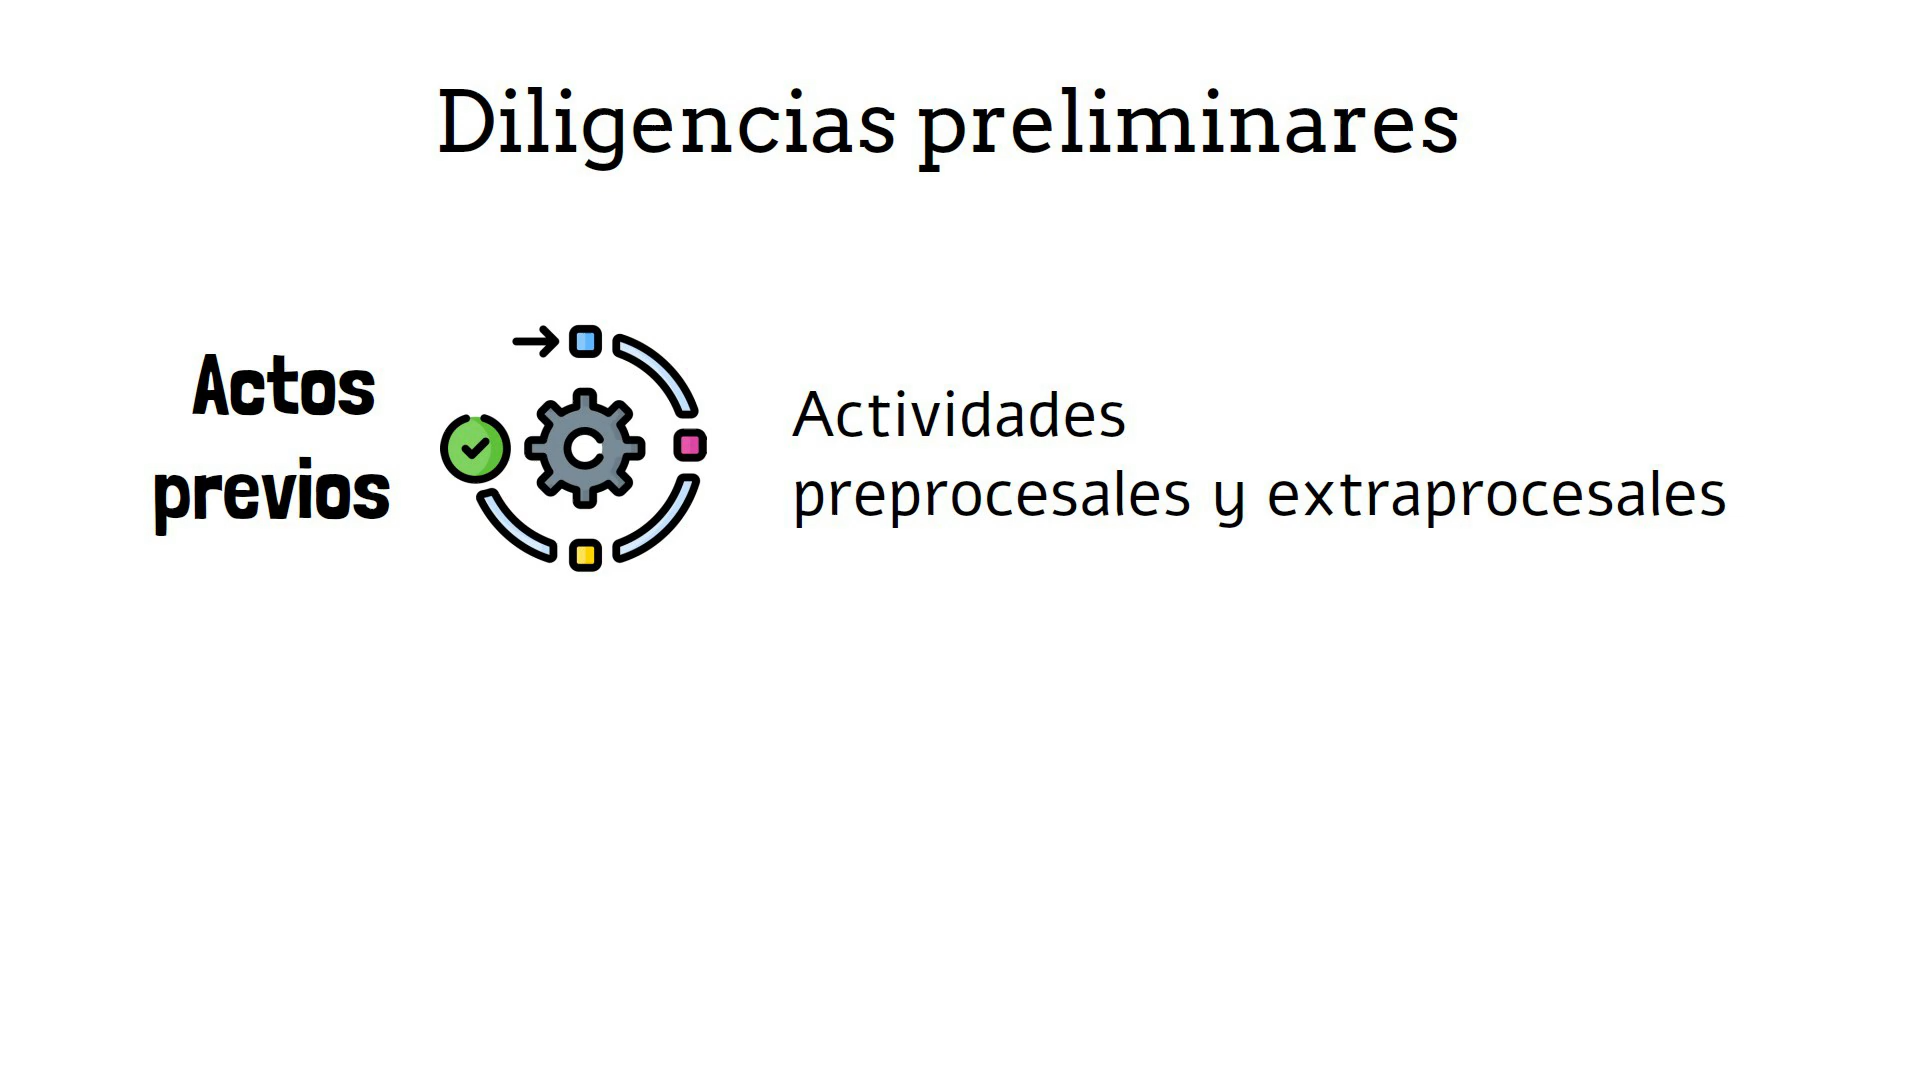 Diligencias preliminares
Actos
previos
Actividades
preprocesales y extraprocesales